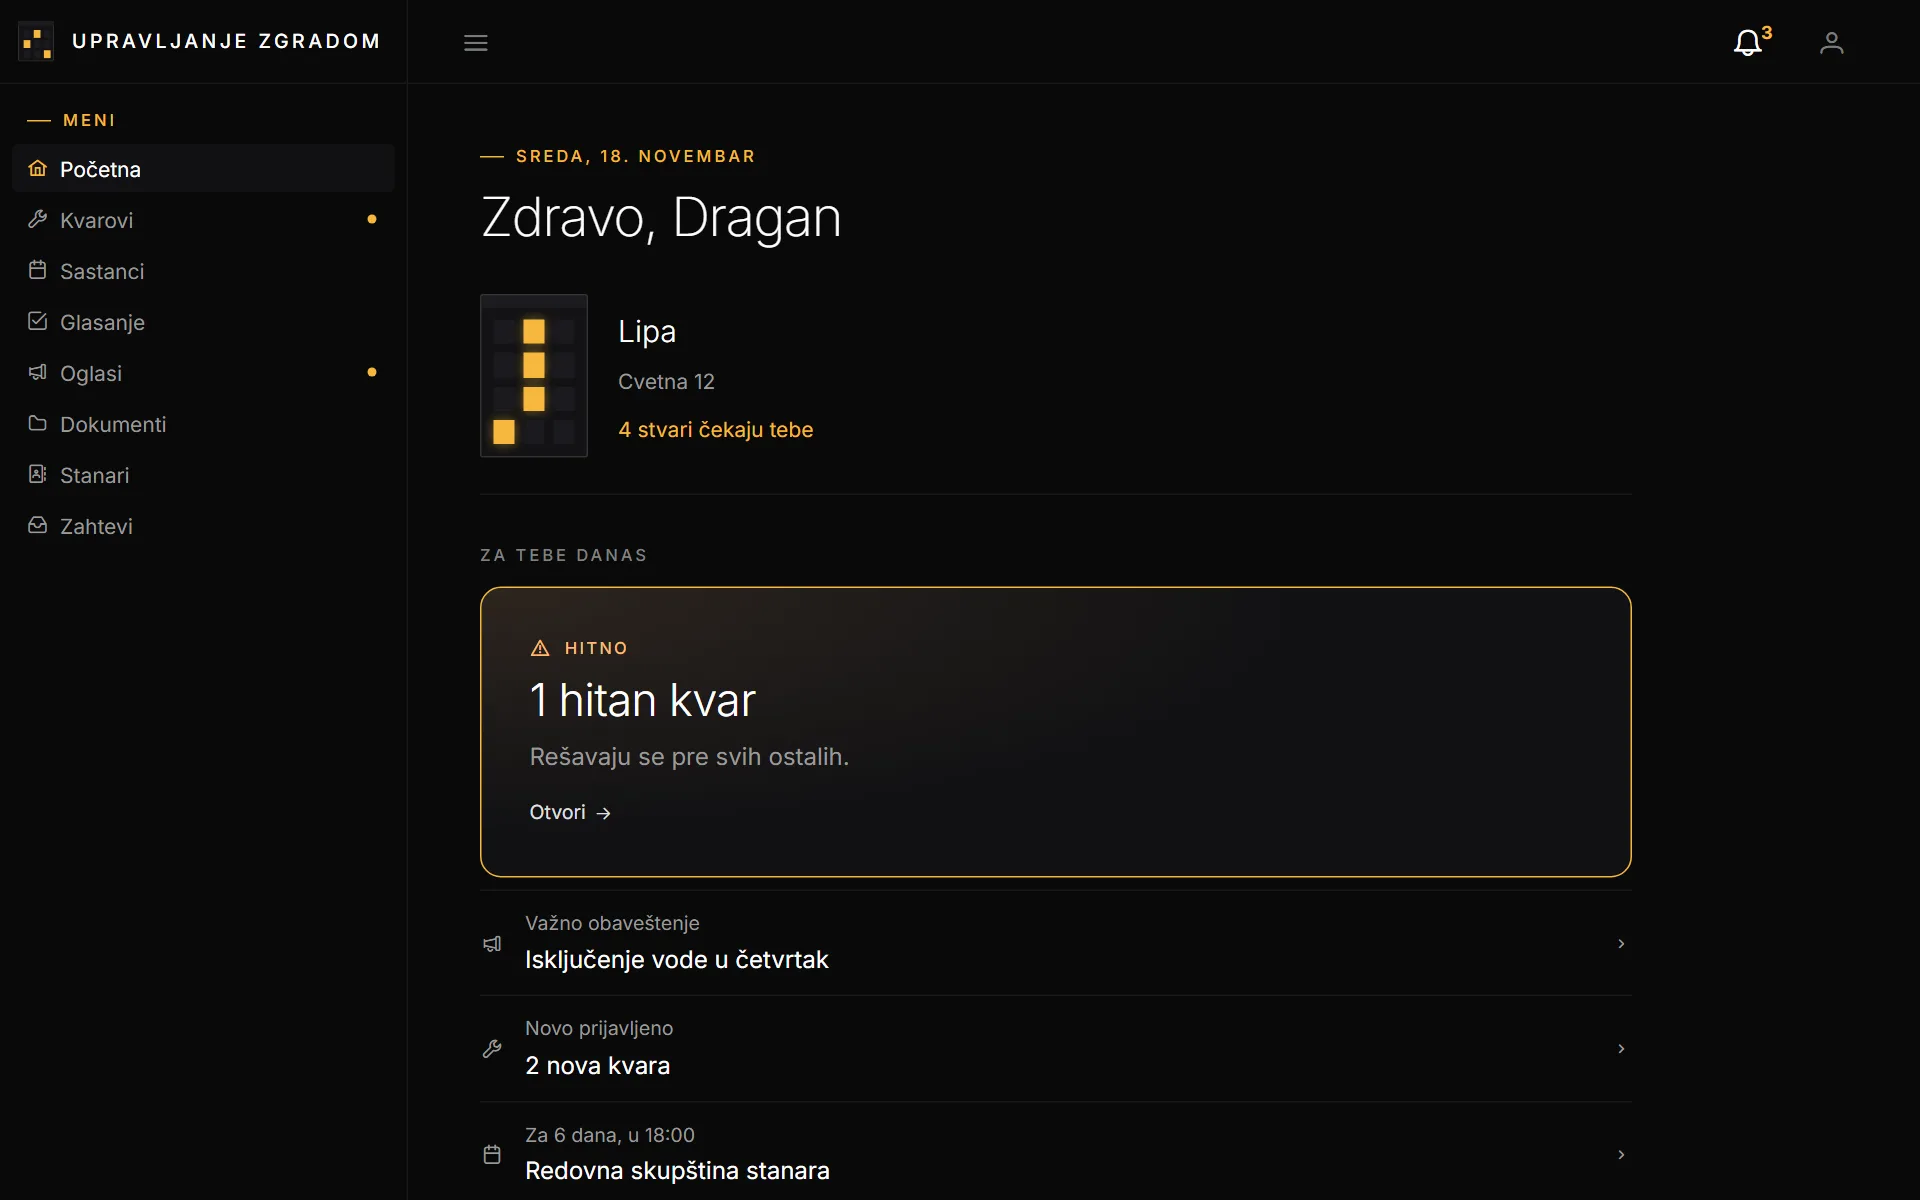 UPRAVLJANJE ZGRADOM
3
MENI
Početna
Kvarovi
Sastanci
Glasanje
Oglasi
Dokumenti
Stanari
Zahtevi
SREDA, 18. NOVEMBAR
Zdravo, Dragan
Lipa
Cvetna 12
4 stvari čekaju tebe
ZA TEBE DANAS
HITNO
1 hitan kvar
Rešavaju se pre svih ostalih.
Otvori →
Važno obaveštenje
Isključenje vode u četvrtak
Novo prijavljeno
2 nova kvara
Za 6 dana, u 18:00
Redovna skupština stanara